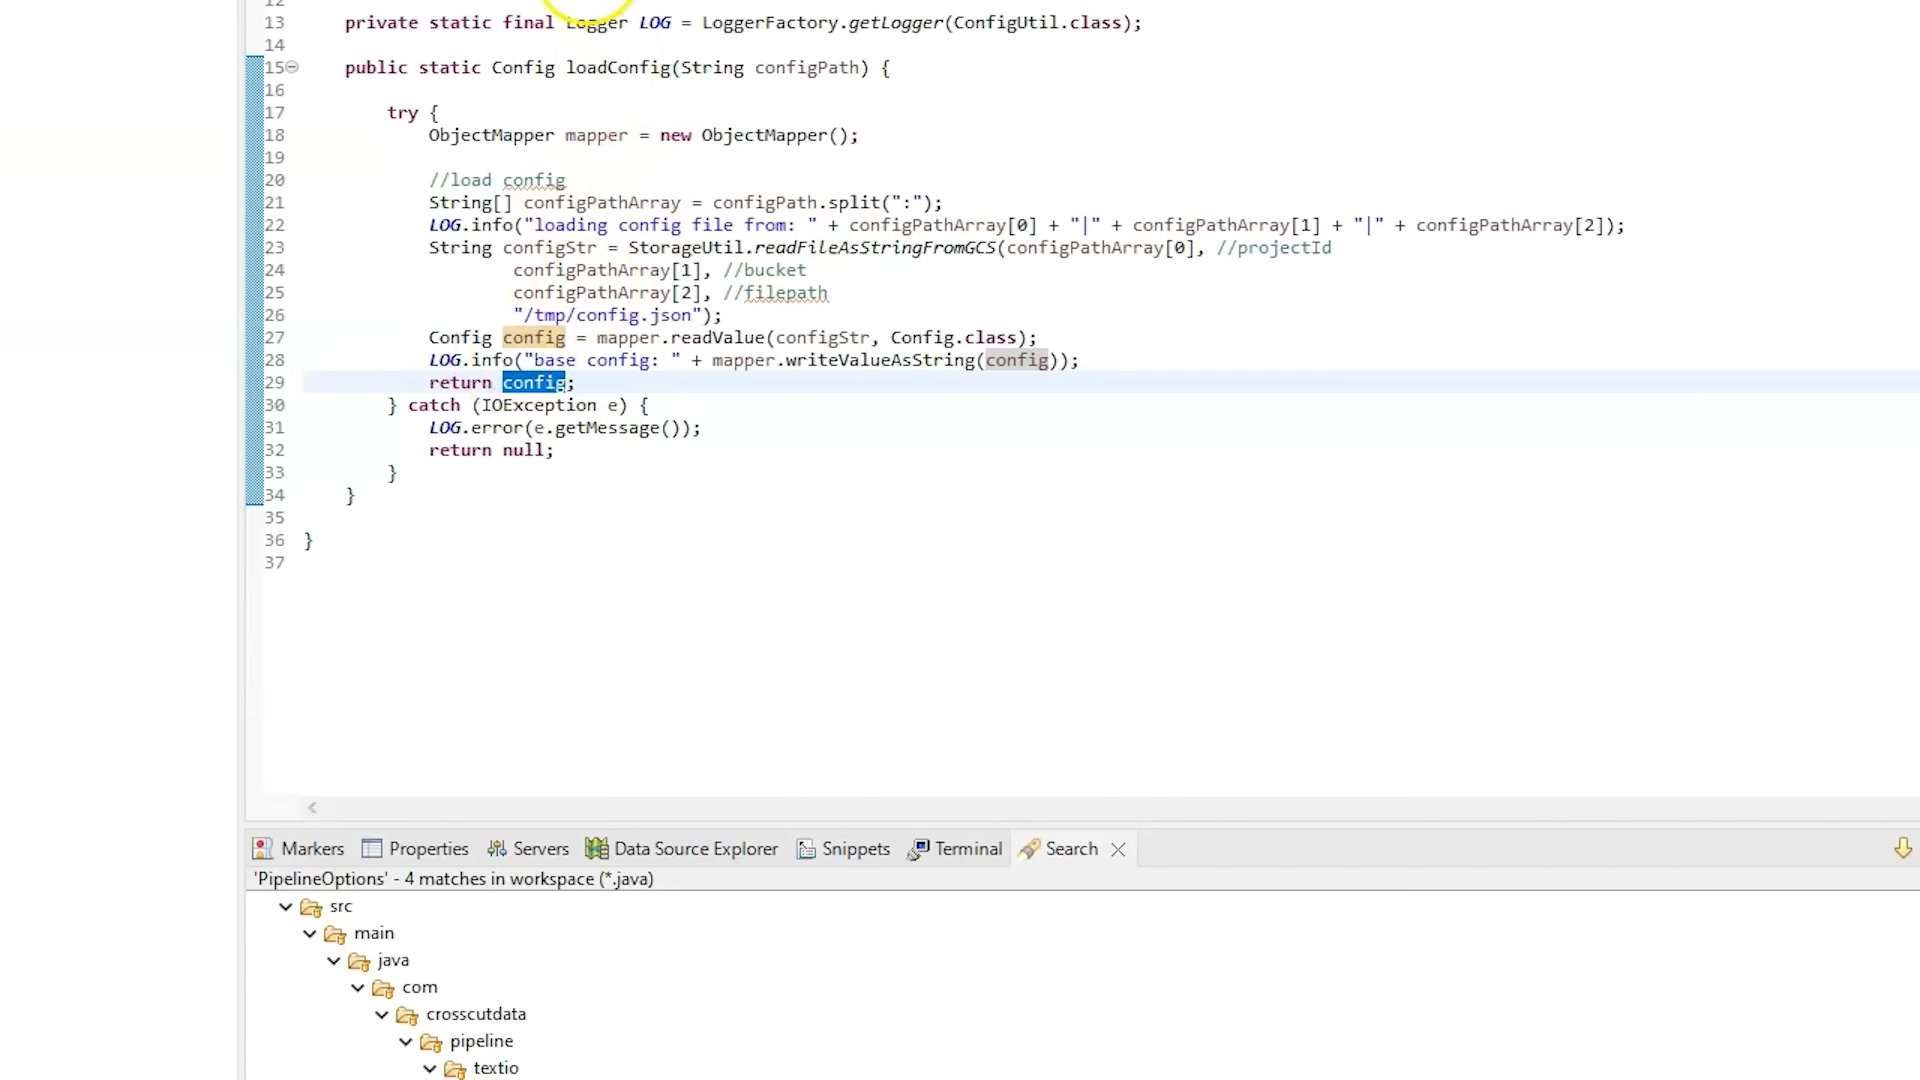 12
13 private static final Logger LOG = LoggerFactory.getLogger(ConfigUtil.class);
14
15 public static Config loadConfig(String configPath) {
16
17 try {
18 ObjectMapper mapper = new ObjectMapper();
19
20 //load config
21 String[] configPathArray = configPath.split(":");
22 LOG.info("loading config file from: " + configPathArray[0] + "|" + configPathArray[1] + "|" + configPathArray[2]);
23 String configStr = StorageUtil.readFileAsStringFromGCS(configPathArray[0], //projectId
24 configPathArray[1], //bucket
25 configPathArray[2], //filepath
26 "/tmp/config.json");
27 Config config = mapper.readValue(configStr, Config.class);
28 LOG.info("base config: " + mapper.writeValueAsString(config));
29 return config;
30 } catch (IOException e) {
31 LOG.error(e.getMessage());
32 return null;
33 }
34 }
35
36 }
37
Markers Properties Servers Data Source Explorer Snippets Terminal Search
'PipelineOptions' - 4 matches in workspace (*.java)
src
main
java
com
crosscutdata
pipeline
textio